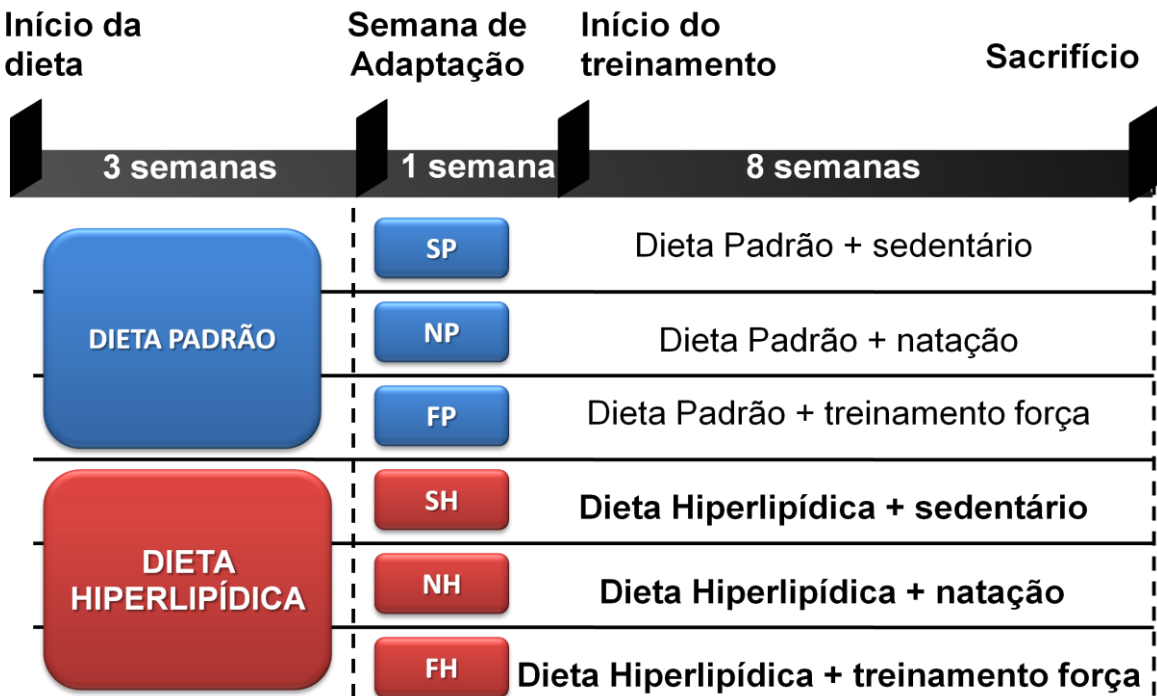 Início da
dieta
Semana de
Adaptação
Início do
treinamento
Sacrifício
3 semanas
1 semana
8 semanas
DIETA PADRÃO
SP
Dieta Padrão + sedentário
NP
Dieta Padrão + natação
FP
Dieta Padrão + treinamento força
DIETA
HIPERLIPÍDICA
SH
Dieta Hiperlipídica + sedentário
NH
Dieta Hiperlipídica + natação
FH
Dieta Hiperlipídica + treinamento força